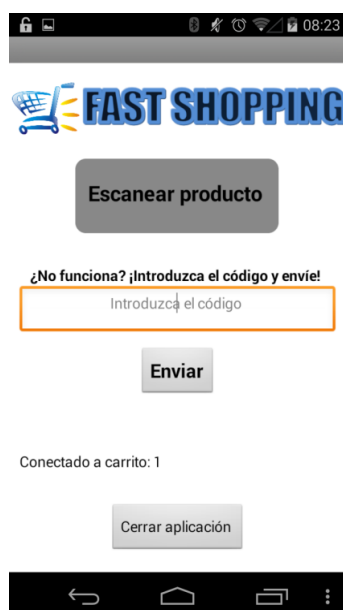 08:23
FAST SHOPPING
Escanear producto
¿No funciona? ¡Introduzca el código y envíe!
Introduzca el código
Enviar
Conectado a carrito: 1
Cerrar aplicación